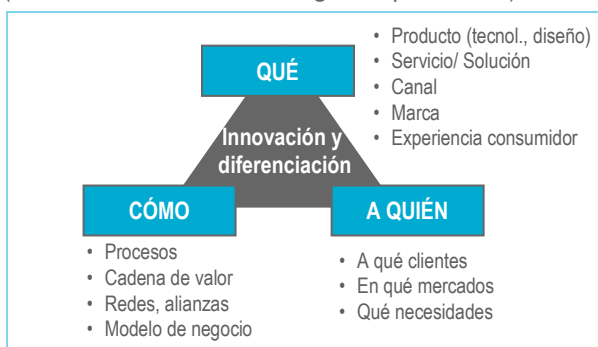 QUÉ
• Producto (tecnol., diseño)
• Servicio/ Solución
• Canal
• Marca
• Experiencia consumidor
Innovación y
diferenciación
CÓMO
• Procesos
• Cadena de valor
• Redes, alianzas
• Modelo de negocio
A QUIÉN
• A qué clientes
• En qué mercados
• Qué necesidades